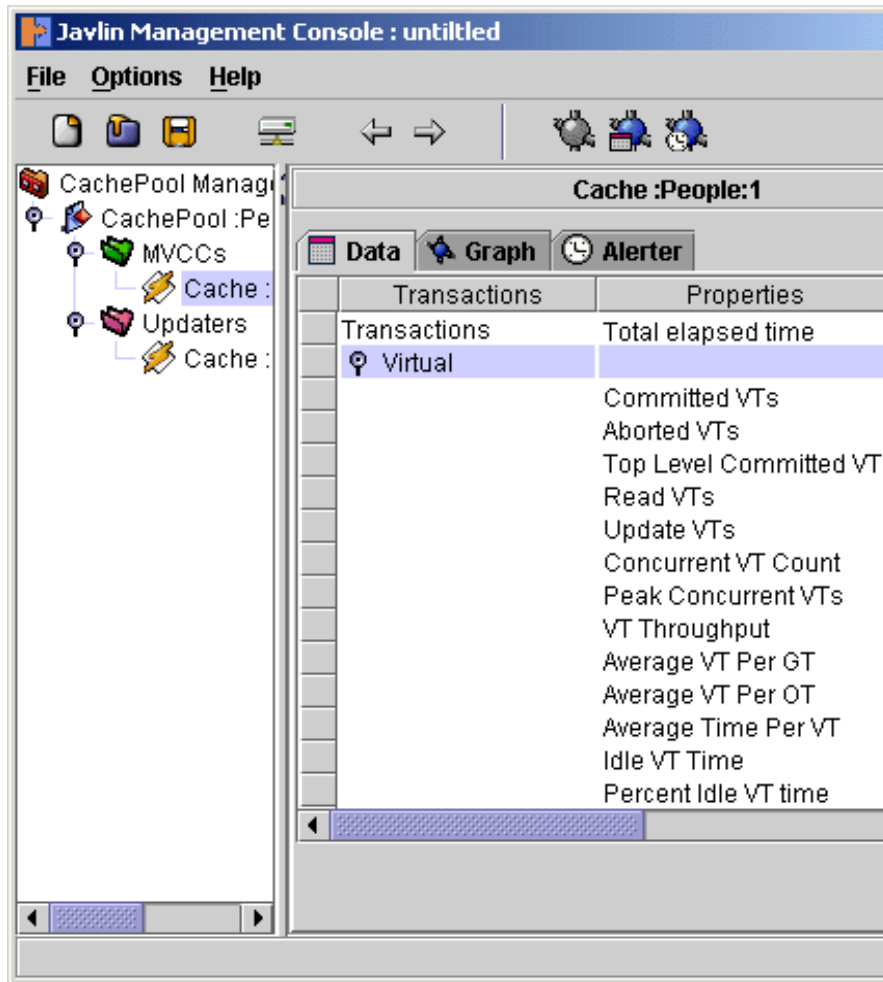 Javlin Management Console : untiltled
File Options Help
CachePool Manag
CachePool :Pe
MVCCs
Cache :
Updaters
Cache :
Cache :People:1
Data Graph Alerter
Transactions Properties
Transactions Total elapsed time
Virtual
Committed VTs
Aborted VTs
Top Level Committed VT
Read VTs
Update VTs
Concurrent VT Count
Peak Concurrent VTs
VT Throughput
Average VT Per GT
Average VT Per OT
Average Time Per VT
Idle VT Time
Percent Idle VT time